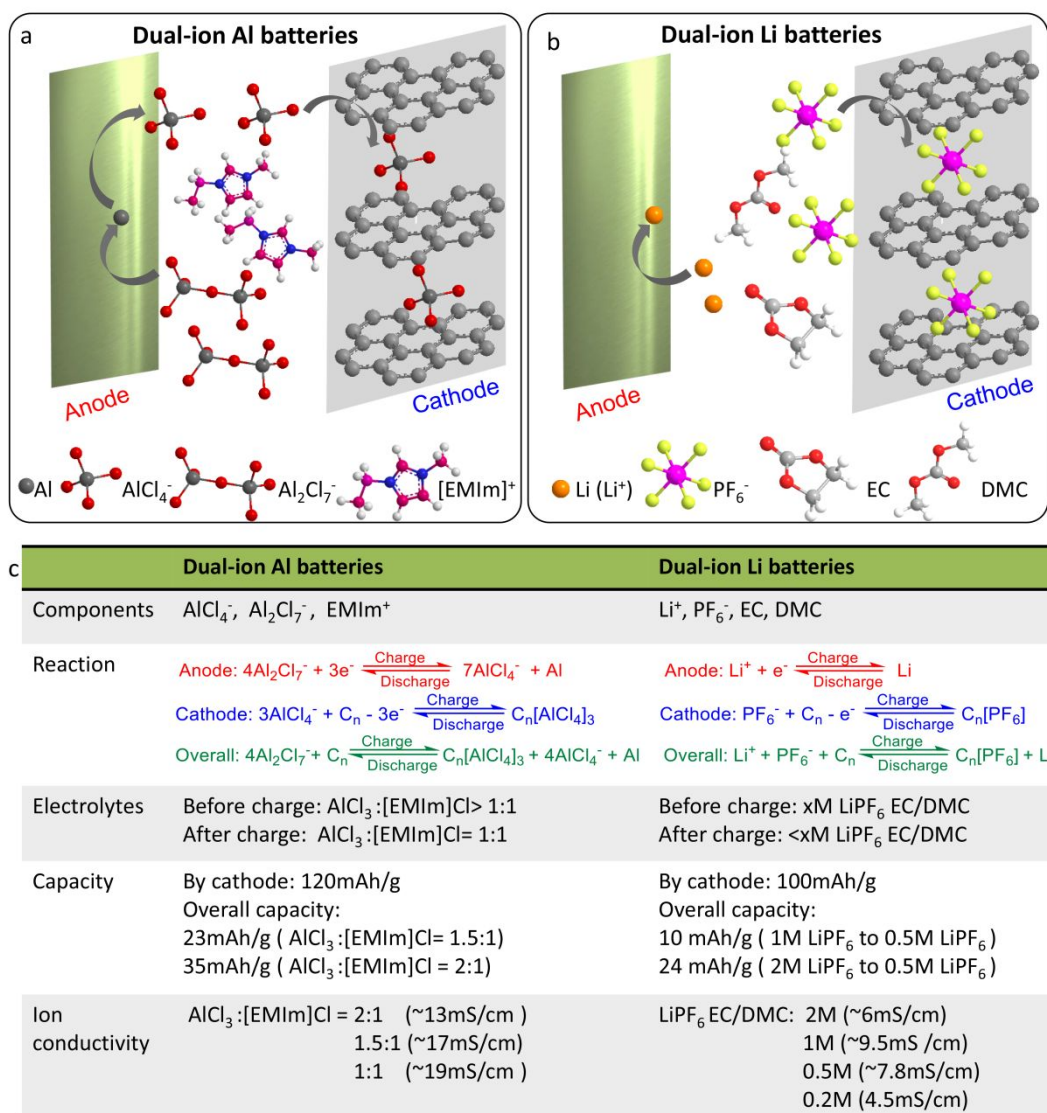 a
Dual-ion Al batteries
Anode
Cathode
Al
AlCl₄⁻
Al₂Cl₇⁻
[EMIm]⁺
b
Dual-ion Li batteries
Anode
Cathode
Li (Li⁺)
PF₆⁻
EC
DMC
c
Dual-ion Al batteries Dual-ion Li batteries
Components AlCl₄⁻, Al₂Cl₇⁻, EMIm⁺ Li⁺, PF₆⁻, EC, DMC
Reaction Anode: 4Al₂Cl₇⁻ + 3e⁻ Charge Discharge 7AlCl₄⁻ + Al Anode: Li⁺ + e⁻ Charge Discharge Li
Cathode: 3AlCl₄⁻ + Cₙ - 3e⁻ Charge Discharge Cₙ[AlCl₄]₃ Cathode: PF₆⁻ + Cₙ - e⁻ Charge Discharge Cₙ[PF₆]
Overall: 4Al₂Cl₇⁻+ Cₙ Charge Discharge Cₙ[AlCl₄]₃ + 4AlCl₄⁻ + Al Overall: Li⁺ + PF₆⁻ + Cₙ Charge Discharge Cₙ[PF₆] + L
Electrolytes Before charge: AlCl₃ :[EMIm]Cl> 1:1 Before charge: xM LiPF₆ EC/DMC
After charge: AlCl₃ :[EMIm]Cl= 1:1 After charge: <xM LiPF₆ EC/DMC
Capacity By cathode: 120mAh/g By cathode: 100mAh/g
Overall capacity: Overall capacity:
23mAh/g ( AlCl₃ :[EMIm]Cl= 1.5:1) 10 mAh/g ( 1M LiPF₆ to 0.5M LiPF₆ )
35mAh/g ( AlCl₃ :[EMIm]Cl = 2:1) 24 mAh/g ( 2M LiPF₆ to 0.5M LiPF₆ )
Ion AlCl₃ :[EMIm]Cl = 2:1 (~13mS/cm ) LiPF₆ EC/DMC: 2M (~6mS/cm)
conductivity 1.5:1 (~17mS/cm) 1M (~9.5mS /cm)
1:1 (~19mS/cm ) 0.5M (~7.8mS/cm)
0.2M (4.5mS/cm)